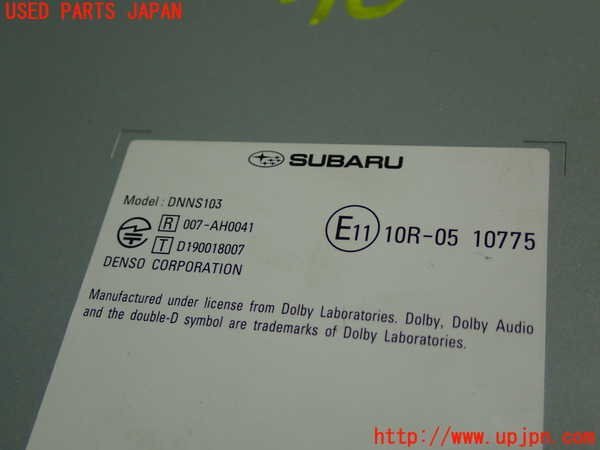 USED PARTS JAPAN
SUBARU
Model: DNNS103
R 007-AH0041
T D190018007
DENSO CORPORATION
E11 10R-05 10775
Manufactured under license from Dolby Laboratories. Dolby, Dolby Audio
and the double-D symbol are trademarks of Dolby Laboratories.
http://www.upjpn.com/